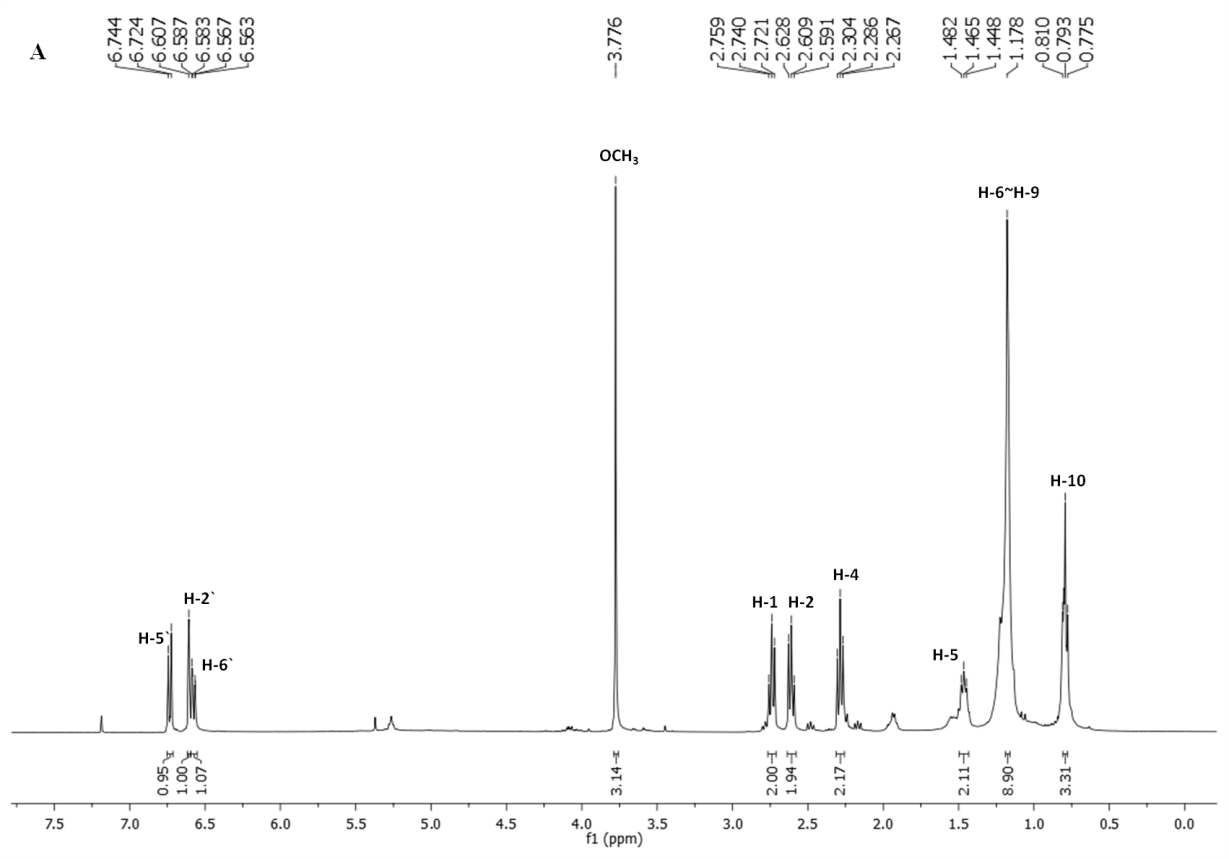 A
6.744
6.724
6.607
6.587
6.583
6.567
6.563
3.776
2.759
2.740
2.721
2.628
2.609
2.591
2.304
2.286
2.267
1.482
1.465
1.448
1.178
0.810
0.793
0.775
OCH₃
H-6~H-9
H-10
H-2`
H-5`
H-6`
H-1
H-2
H-4
H-5
0.95
1.00
1.07
3.14
2.00
1.94
2.17
2.11
8.90
3.31
7.5 7.0 6.5 6.0 5.5 5.0 4.5 4.0 3.5 3.0 2.5 2.0 1.5 1.0 0.5 0.0
f1 (ppm)